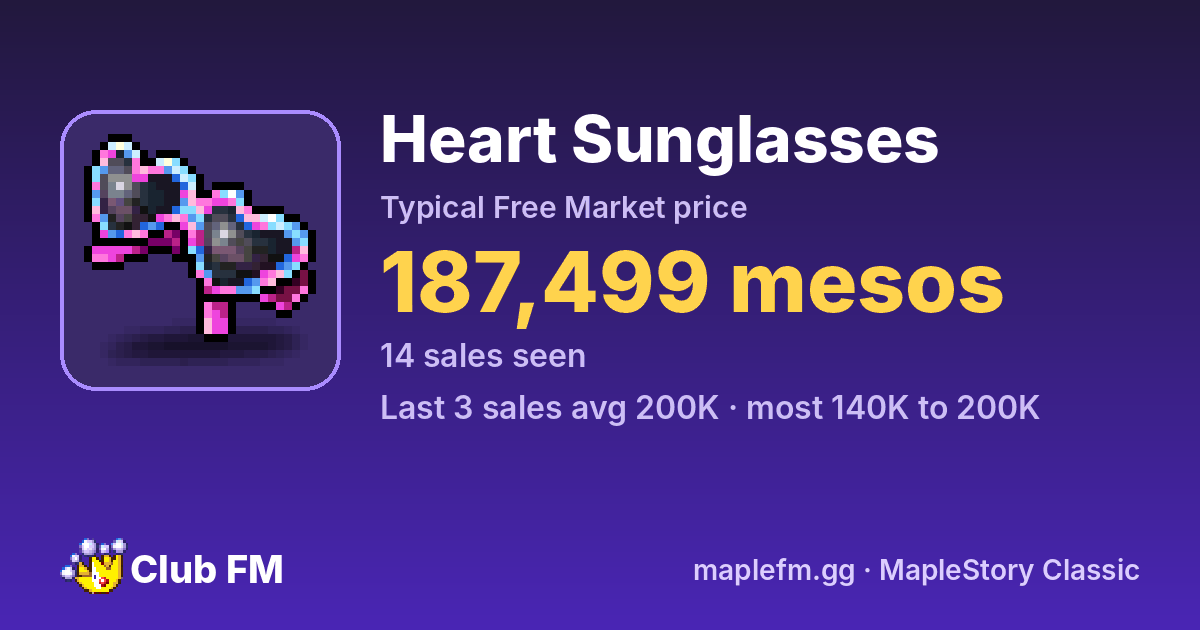 Heart Sunglasses
Typical Free Market price
187,499 mesos
14 sales seen
Last 3 sales avg 200K · most 140K to 200K
Club FM
maplefm.gg · MapleStory Classic